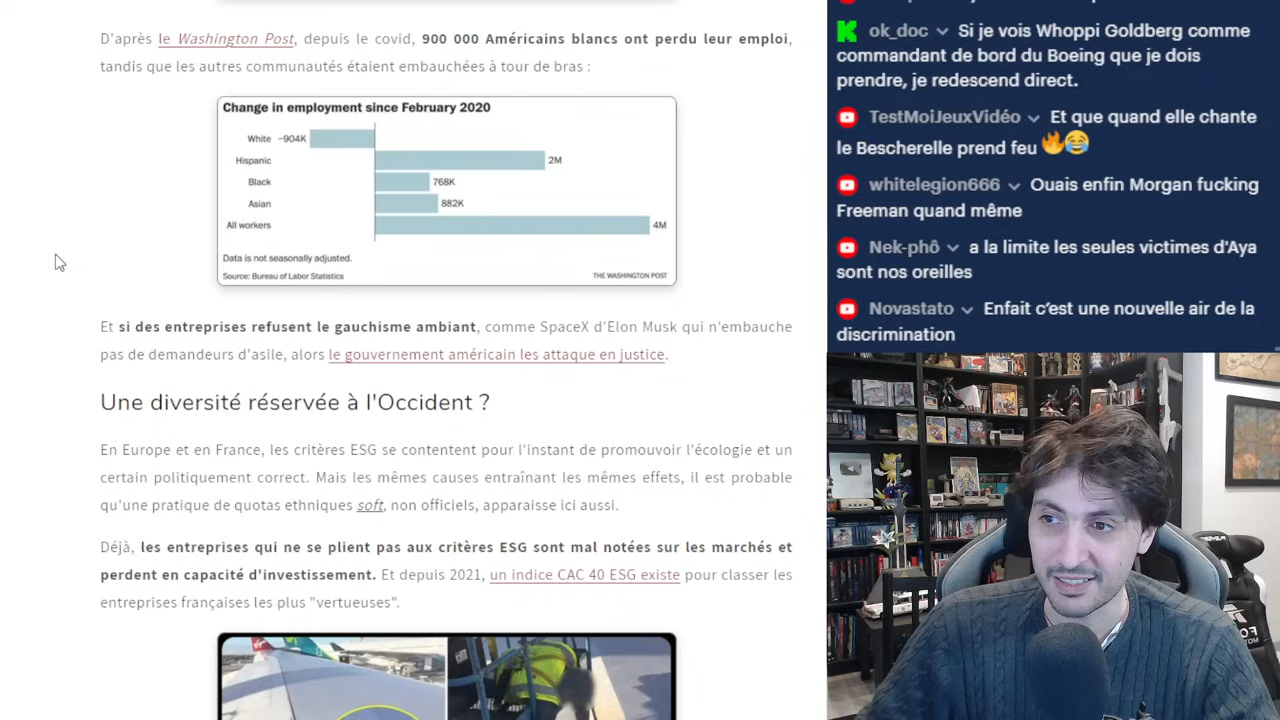 D'après le Washington Post, depuis le covid, 900 000 Américains blancs ont perdu leur emploi,
tandis que les autres communautés étaient embauchées à tour de bras :
Change in employment since February 2020
White -904K
Hispanic 2M
Black 768K
Asian 882K
All workers 4M
Data is not seasonally adjusted.
Source: Bureau of Labor Statistics THE WASHINGTON POST
Et si des entreprises refusent le gauchisme ambiant, comme SpaceX d'Elon Musk qui n'embauche
pas de demandeurs d'asile, alors le gouvernement américain les attaque en justice.
Une diversité réservée à l'Occident ?
En Europe et en France, les critères ESG se contentent pour l'instant de promouvoir l'écologie et un
certain politiquement correct. Mais les mêmes causes entraînant les mêmes effets, il est probable
qu'une pratique de quotas ethniques soft, non officiels, apparaisse ici aussi.
Déjà, les entreprises qui ne se plient pas aux critères ESG sont mal notées sur les marchés et
perdent en capacité d'investissement. Et depuis 2021, un indice CAC 40 ESG existe pour classer les
entreprises françaises les plus "vertueuses".
ok_doc Si je vois Whoppi Goldberg comme
commandant de bord du Boeing que je dois
prendre, je redescend direct.
TestMoiJeuxVidéo Et que quand elle chante
le Bescherelle prend feu 🔥😂
whitelegion666 Ouais enfin Morgan fucking
Freeman quand même
Nek-phô a la limite les seules victimes d'Aya
sont nos oreilles
Novastato Enfait c'est une nouvelle air de la
discrimination